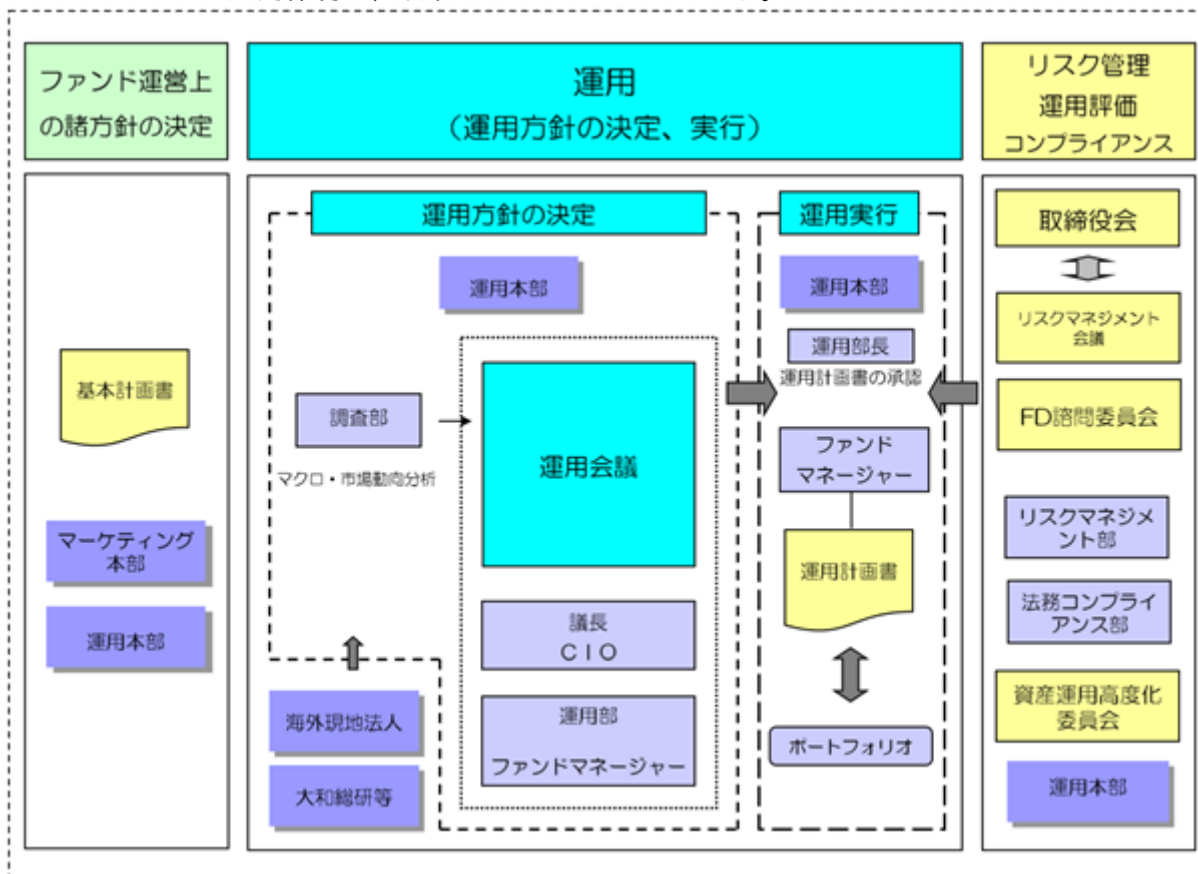 ファンド運営上
の諸方針の決定
運用
(運用方針の決定、実行)
リスク管理
運用評価
コンプライアンス
基本計画書
マーケティング
本部
運用本部
運用方針の決定
運用本部
調査部
マクロ・市場動向分析
運用会議
議長
CIO
運用部
ファンドマネージャー
海外現地法人
大和総研等
運用実行
運用本部
運用部長
運用計画書の承認
ファンド
マネージャー
運用計画書
ポートフォリオ
取締役会
リスクマネジメント
会議
FD諮問委員会
リスクマネジメ
ント部
法務コンプライ
アンス部
資産運用高度化
委員会
運用本部